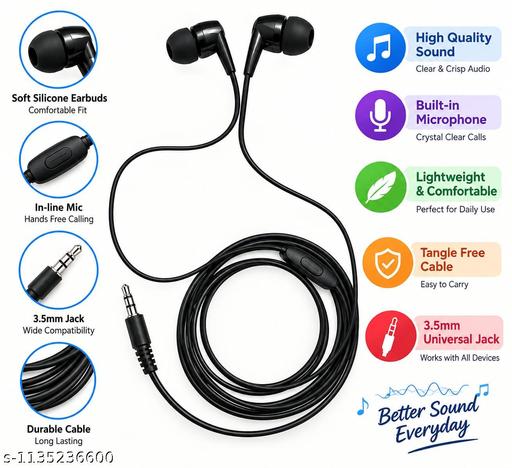 Soft Silicone Earbuds
Comfortable Fit
In-line Mic
Hands Free Calling
3.5mm Jack
Wide Compatibility
Durable Cable
Long Lasting
High Quality
Sound
Clear & Crisp Audio
Built-in
Microphone
Crystal Clear Calls
Lightweight
& Comfortable
Perfect for Daily Use
Tangle Free
Cable
Easy to Carry
3.5mm
Universal Jack
Works with All Devices
Better Sound
Everyday
s-1135236600